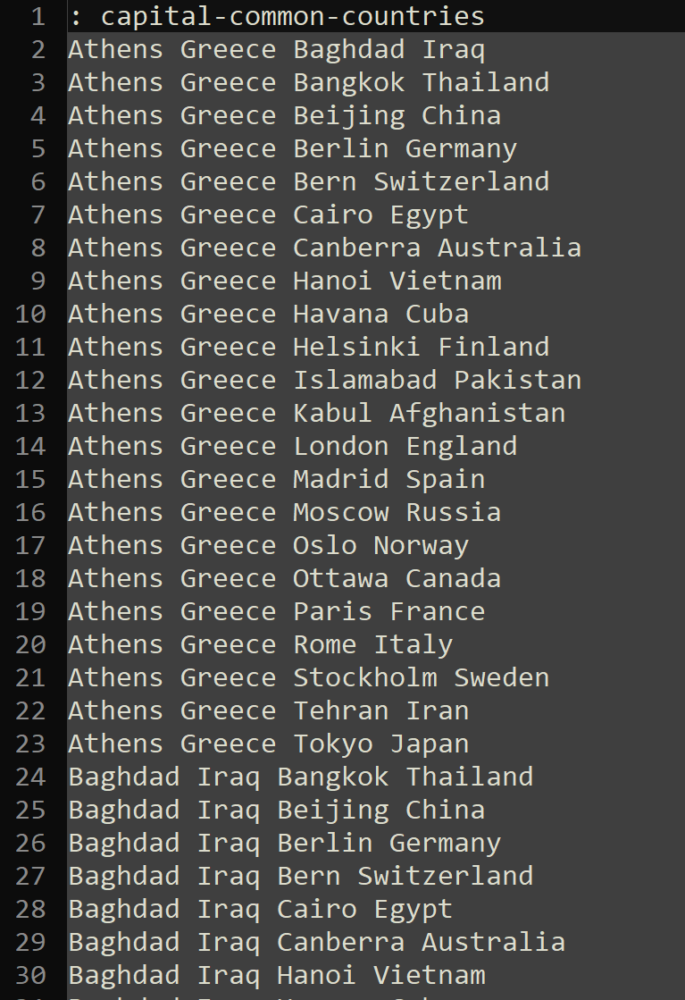 1 : capital-common-countries
2 Athens Greece Baghdad Iraq
3 Athens Greece Bangkok Thailand
4 Athens Greece Beijing China
5 Athens Greece Berlin Germany
6 Athens Greece Bern Switzerland
7 Athens Greece Cairo Egypt
8 Athens Greece Canberra Australia
9 Athens Greece Hanoi Vietnam
10 Athens Greece Havana Cuba
11 Athens Greece Helsinki Finland
12 Athens Greece Islamabad Pakistan
13 Athens Greece Kabul Afghanistan
14 Athens Greece London England
15 Athens Greece Madrid Spain
16 Athens Greece Moscow Russia
17 Athens Greece Oslo Norway
18 Athens Greece Ottawa Canada
19 Athens Greece Paris France
20 Athens Greece Rome Italy
21 Athens Greece Stockholm Sweden
22 Athens Greece Tehran Iran
23 Athens Greece Tokyo Japan
24 Baghdad Iraq Bangkok Thailand
25 Baghdad Iraq Beijing China
26 Baghdad Iraq Berlin Germany
27 Baghdad Iraq Bern Switzerland
28 Baghdad Iraq Cairo Egypt
29 Baghdad Iraq Canberra Australia
30 Baghdad Iraq Hanoi Vietnam